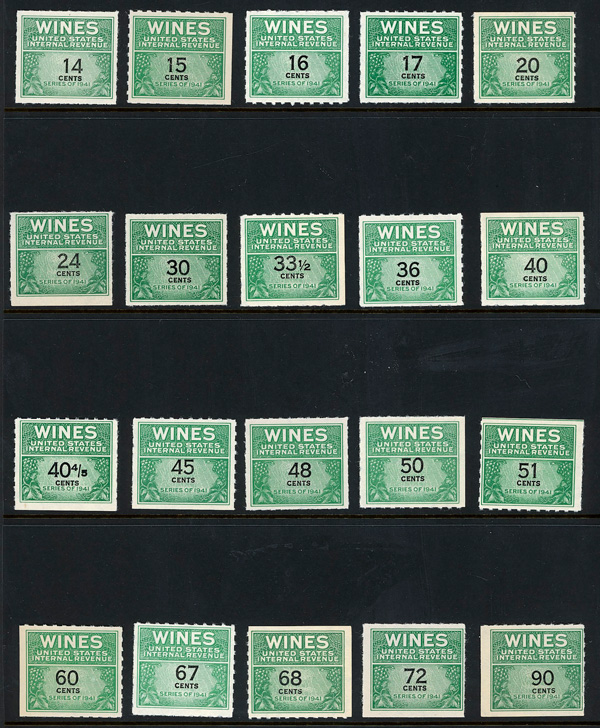 WINES
UNITED STATES
INTERNAL REVENUE
14
CENTS
SERIES OF 1941
WINES
UNITED STATES
INTERNAL REVENUE
15
CENTS
SERIES OF 1941
WINES
UNITED STATES
INTERNAL REVENUE
16
CENTS
SERIES OF 1941
WINES
UNITED STATES
INTERNAL REVENUE
17
CENTS
SERIES OF 1941
WINES
UNITED STATES
INTERNAL REVENUE
20
CENTS
SERIES OF 1941
WINES
UNITED STATES
INTERNAL REVENUE
24
CENTS
SERIES OF 1941
WINES
UNITED STATES
INTERNAL REVENUE
30
CENTS
SERIES OF 1941
WINES
UNITED STATES
INTERNAL REVENUE
33 1/2
CENTS
SERIES OF 1941
WINES
UNITED STATES
INTERNAL REVENUE
36
CENTS
SERIES OF 1941
WINES
UNITED STATES
INTERNAL REVENUE
40
CENTS
SERIES OF 1941
WINES
UNITED STATES
INTERNAL REVENUE
40 4/5
CENTS
SERIES OF 1941
WINES
UNITED STATES
INTERNAL REVENUE
45
CENTS
SERIES OF 1941
WINES
UNITED STATES
INTERNAL REVENUE
48
CENTS
SERIES OF 1941
WINES
UNITED STATES
INTERNAL REVENUE
50
CENTS
SERIES OF 1941
WINES
UNITED STATES
INTERNAL REVENUE
51
CENTS
SERIES OF 1941
WINES
UNITED STATES
INTERNAL REVENUE
60
CENTS
SERIES OF 1941
WINES
UNITED STATES
INTERNAL REVENUE
67
CENTS
SERIES OF 1941
WINES
UNITED STATES
INTERNAL REVENUE
68
CENTS
SERIES OF 1941
WINES
UNITED STATES
INTERNAL REVENUE
72
CENTS
SERIES OF 1941
WINES
UNITED STATES
INTERNAL REVENUE
90
CENTS
SERIES OF 1941